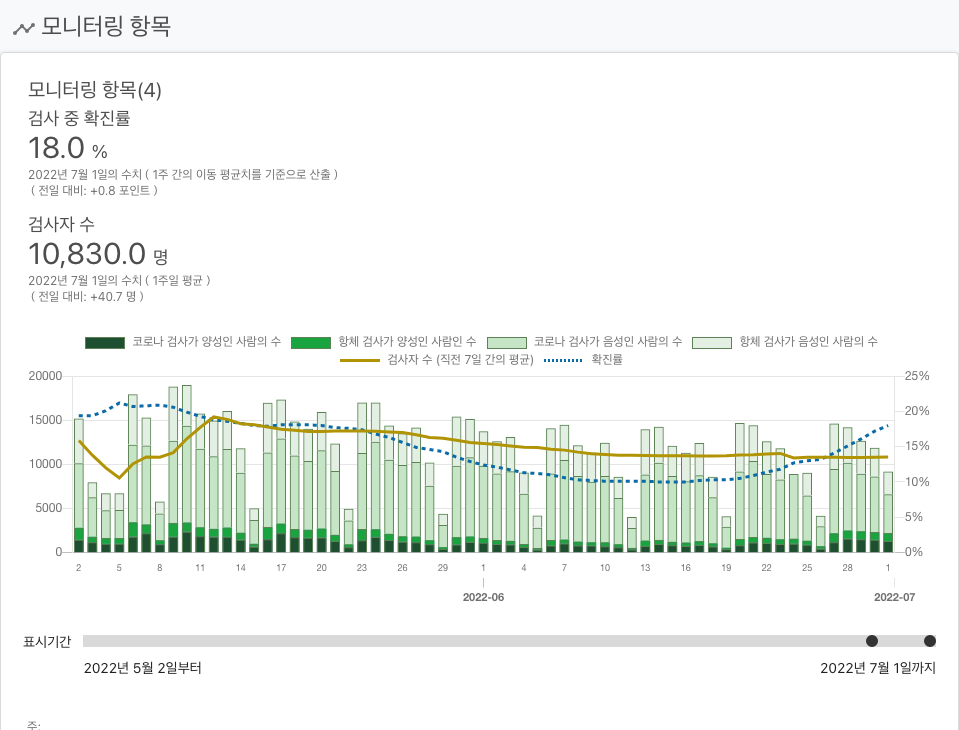 모니터링 항목
모니터링 항목(4)
검사 중 확진률
18.0 %
2022년 7월 1일의 수치 ( 1주 간의 이동 평균치를 기준으로 산출 )
( 전일 대비: +0.8 포인트 )
검사자 수
10,830.0 명
2022년 7월 1일의 수치 ( 1주일 평균 )
( 전일 대비: +40.7 명 )
코로나 검사가 양성인 사람의 수 항체 검사가 양성인 사람인 수 코로나 검사가 음성인 사람의 수 항체 검사가 음성인 사람의 수
검사자 수 (직전 7일 간의 평균) 확진률
20000 25%
20%
15000
15%
10000
10%
5000
5%
0 0%
2 5 8 11 14 17 20 23 26 29 1 4 7 10 13 16 19 22 25 28 1
2022-06 2022-07
표시기간
2022년 5월 2일부터 2022년 7월 1일까지
주: